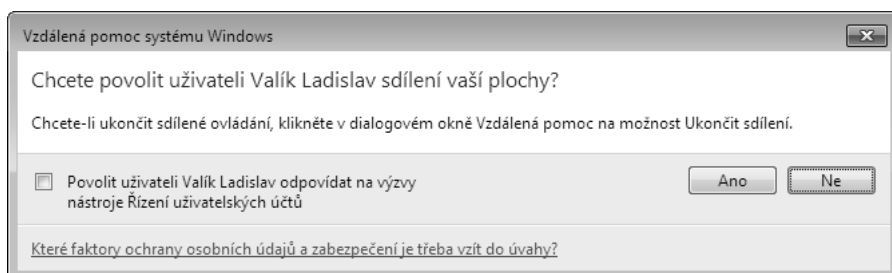 Vzdálená pomoc systému Windows
Chcete povolit uživateli Valík Ladislav sdílení vaší plochy?
Chcete-li ukončit sdílené ovládání, klikněte v dialogovém okně Vzdálená pomoc na možnost Ukončit sdílení.
Povolit uživateli Valík Ladislav odpovídat na výzvy
nástroje Řízení uživatelských účtů
Ano
Ne
Které faktory ochrany osobních údajů a zabezpečení je třeba vzít do úvahy?